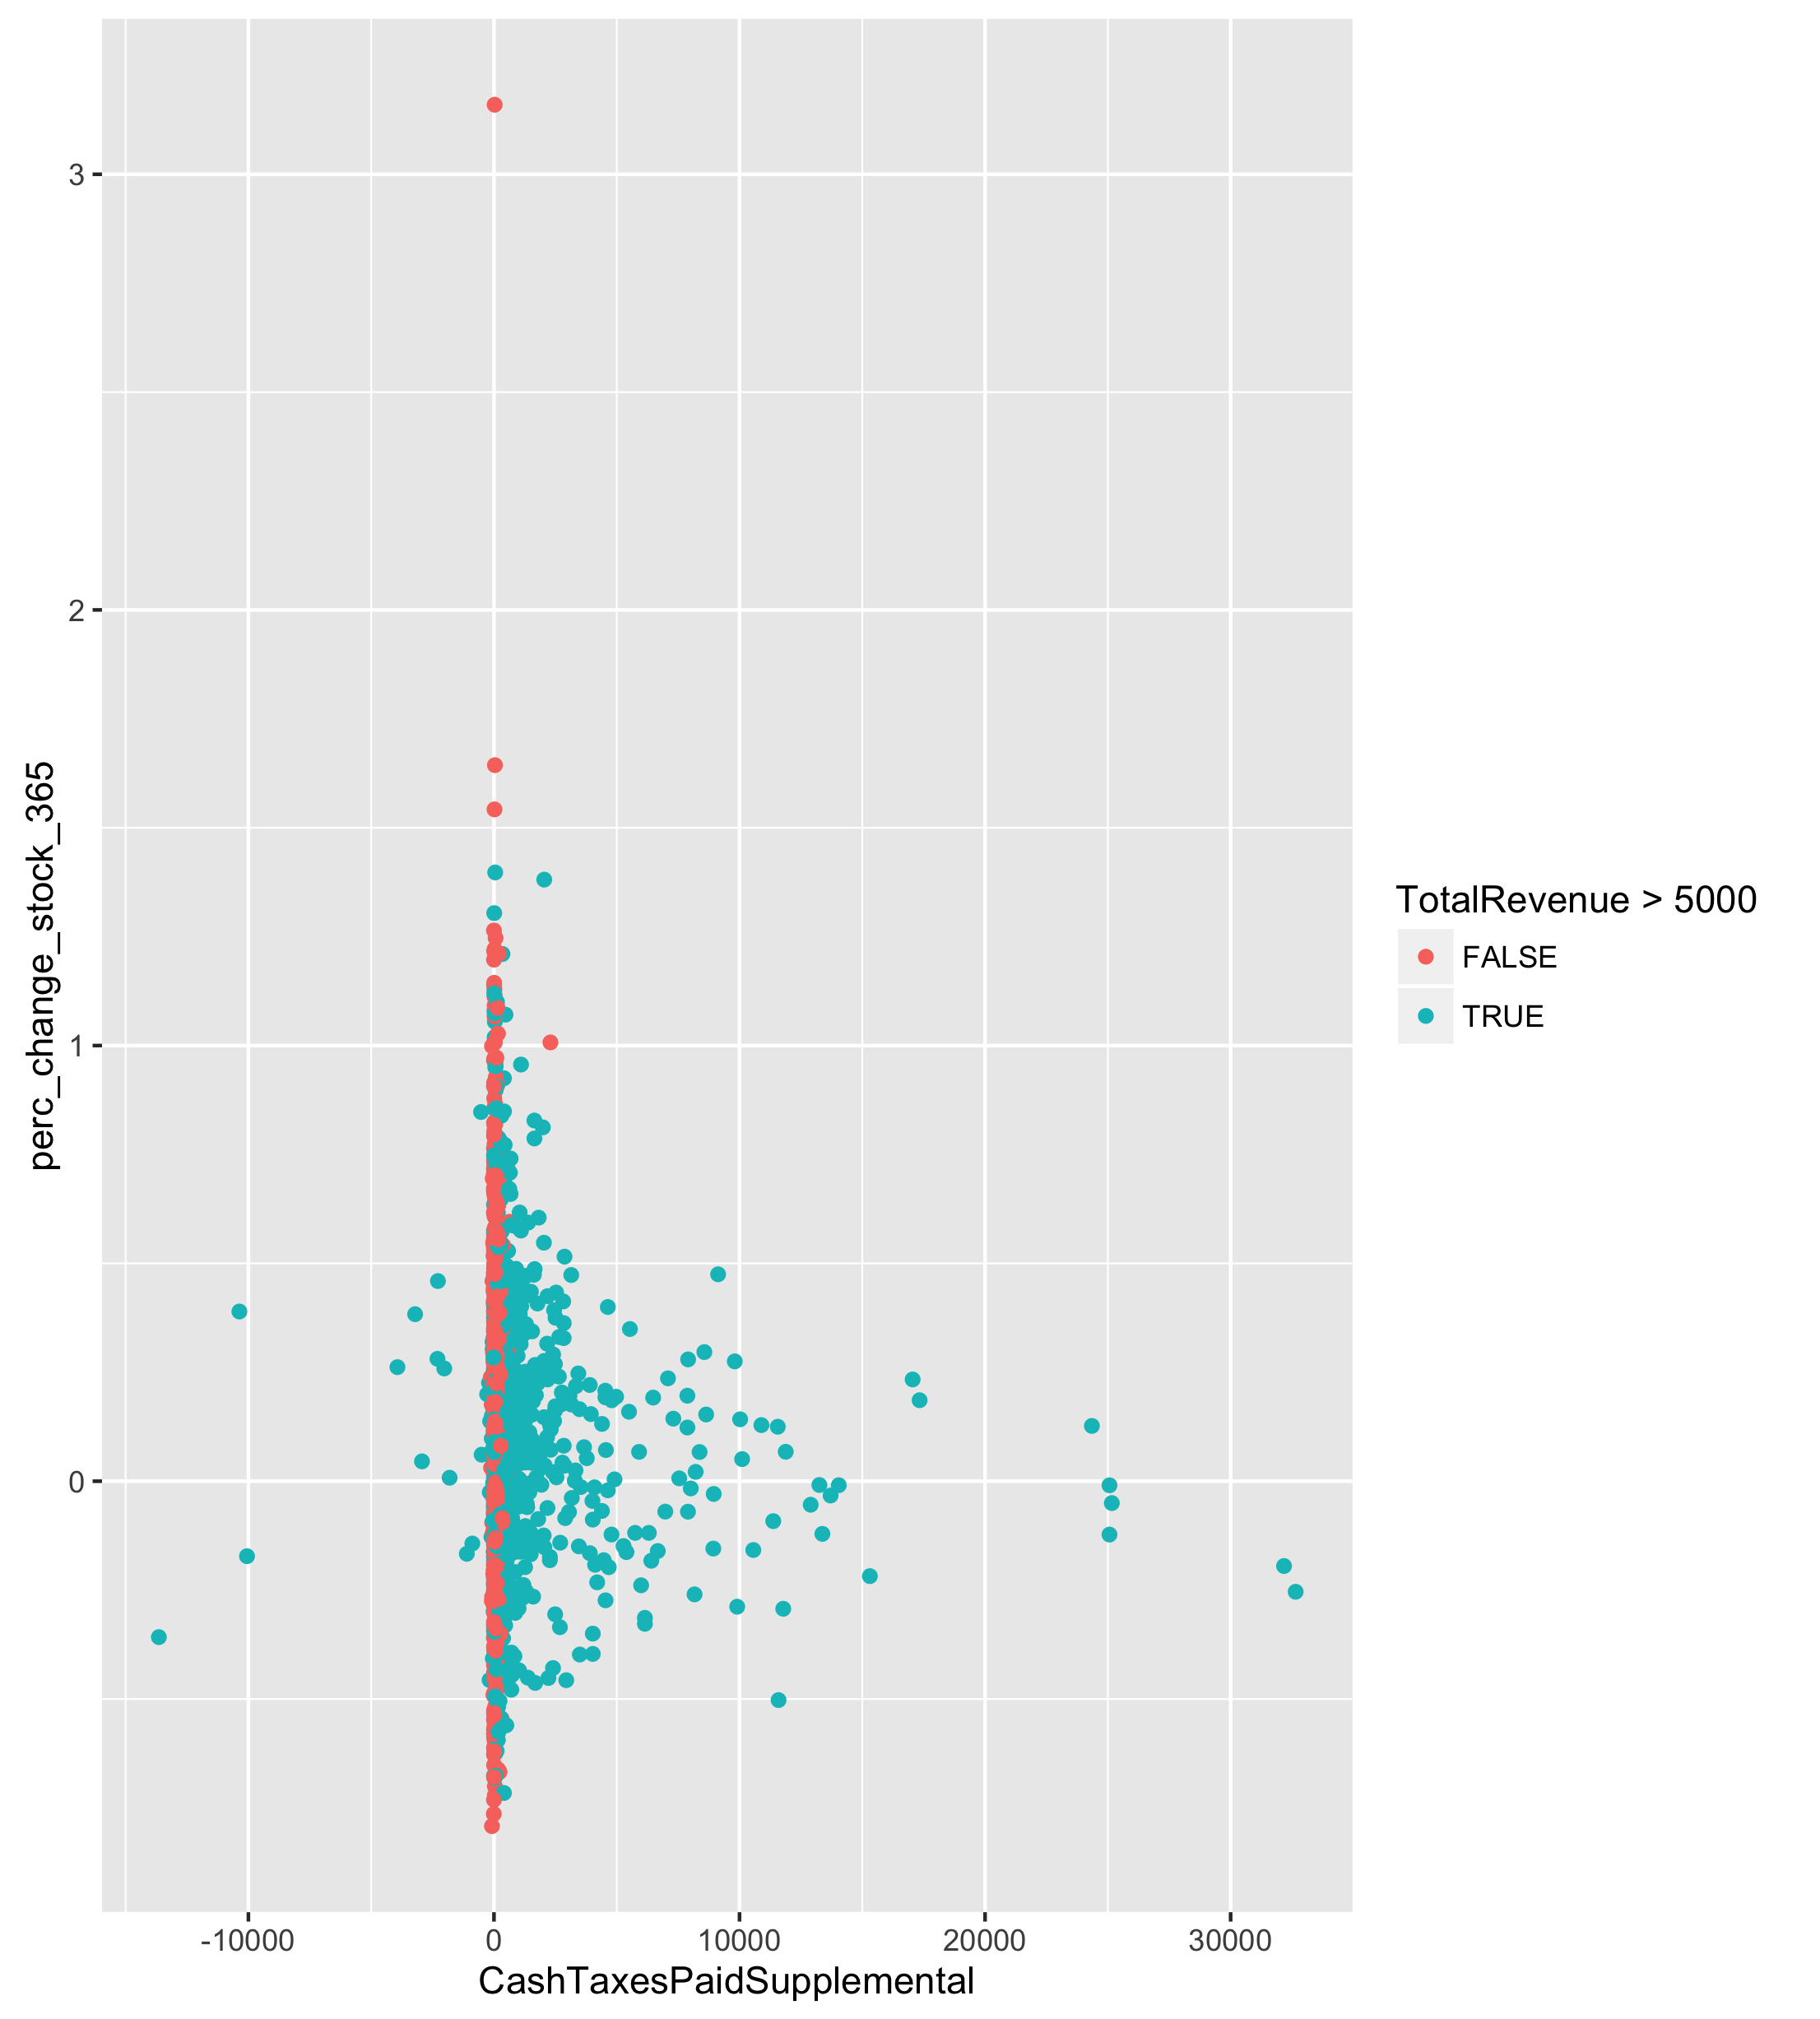 3
2
1
0
perc_change_stock_365
-10000 0 10000 20000 30000
CashTaxesPaidSupplemental
TotalRevenue > 5000
FALSE
TRUE